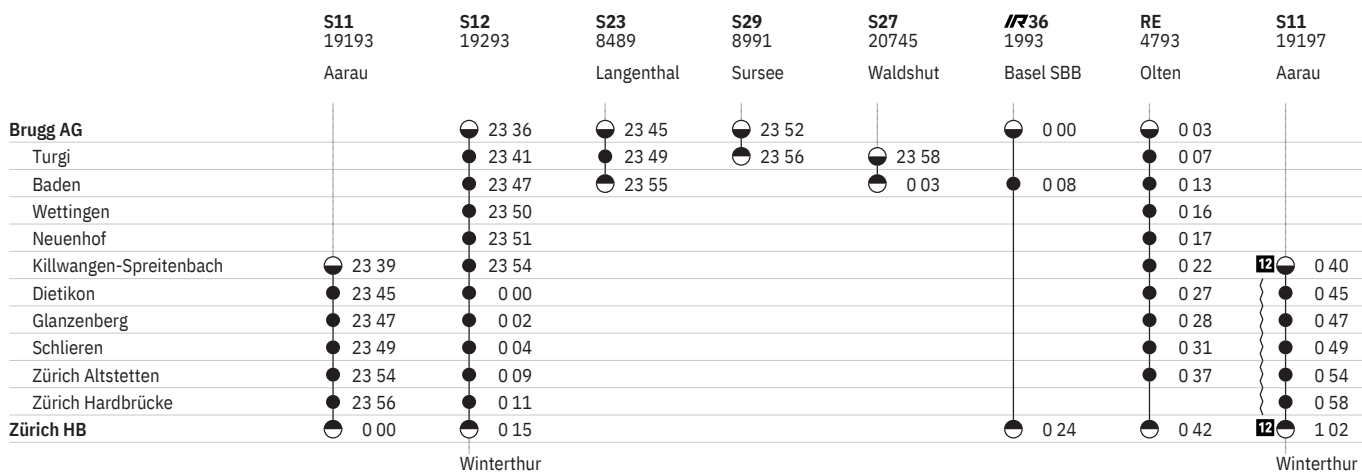 S11 S12 S23 S29 S27 IR36 RE S11
19193 19293 8489 8991 20745 1993 4793 19197
Aarau Langenthal Sursee Waldshut Basel SBB Olten Aarau
Brugg AG 23 36 23 45 23 52 0 00 0 03
Turgi 23 41 23 49 23 56 23 58 0 07
Baden 23 47 23 55 0 03 0 08 0 13
Wettingen 23 50 0 16
Neuenhof 23 51 0 17
Killwangen-Spreitenbach 23 39 23 54 0 22 12 0 40
Dietikon 23 45 0 00 0 27 0 45
Glanzenberg 23 47 0 02 0 28 0 47
Schlieren 23 49 0 04 0 31 0 49
Zürich Altstetten 23 54 0 09 0 37 0 54
Zürich Hardbrücke 23 56 0 11 0 58
Zürich HB 0 00 0 15 0 24 0 42 12 1 02
Winterthur Winterthur